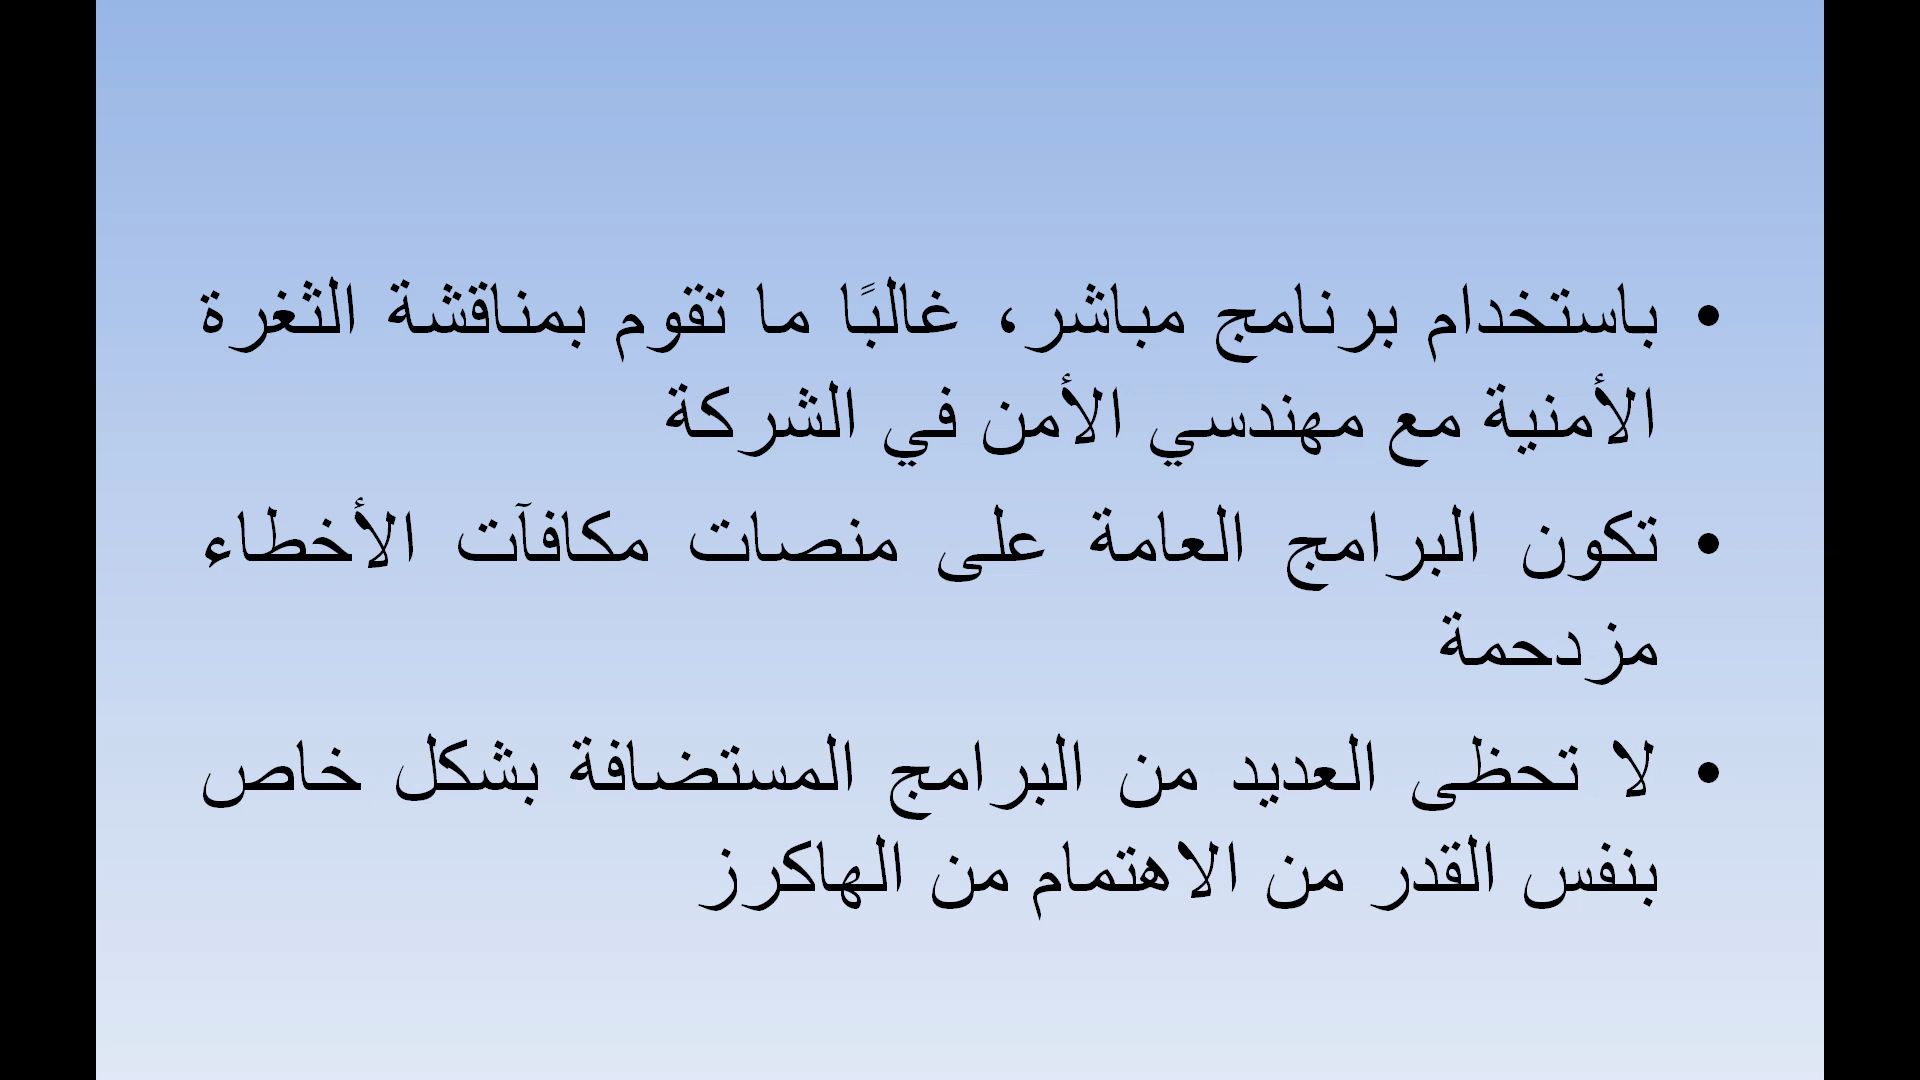 • باستخدام برنامج مباشر، غالبًا ما تقوم بمناقشة الثغرة
الأمنية مع مهندسي الأمن في الشركة
• تكون البرامج العامة على منصات مكافآت الأخطاء
مزدحمة
• لا تحظى العديد من البرامج المستضافة بشكل خاص
بنفس القدر من الاهتمام من الهاكرز